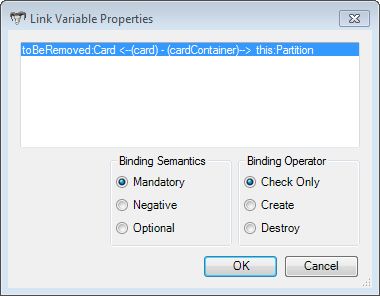 Link Variable Properties
toBeRemoved:Card <--(card) - (cardContainer)--> this:Partition
Binding Semantics
Mandatory
Negative
Optional
Binding Operator
Check Only
Create
Destroy
OK
Cancel